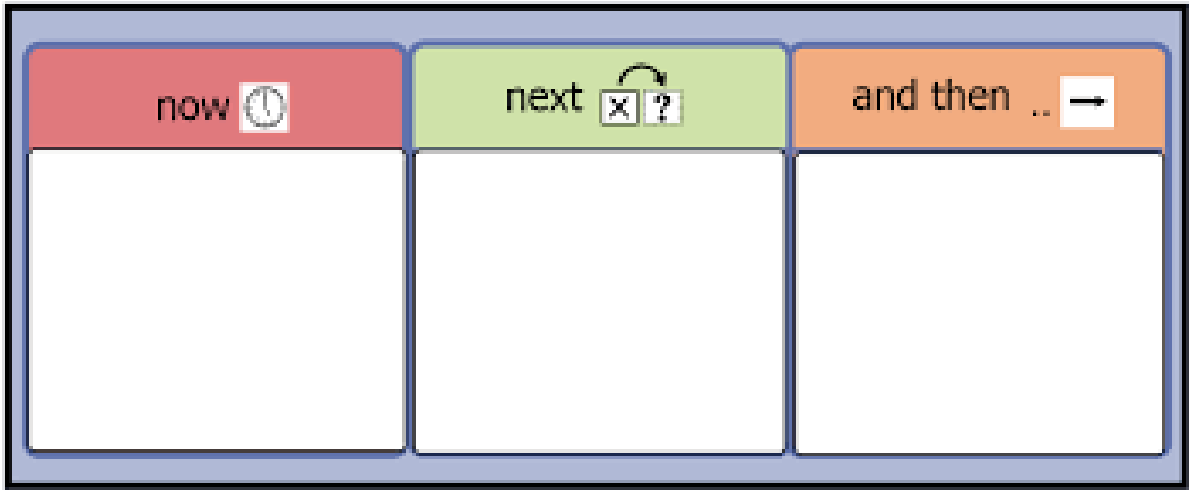 now
next ?
and then ..